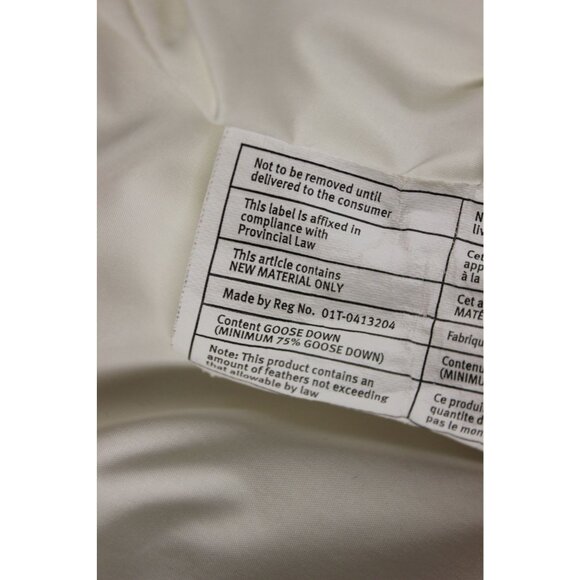 Not to be removed until
delivered to the consumer
This label is affixed in
compliance with
Provincial Law
This article contains
NEW MATERIAL ONLY
Made by Reg No. 01T-0413204
Content GOOSE DOWN
(MINIMUM 75% GOOSE DOWN)
Note: This product contains an
amount of feathers not exceeding
that allowable by law
Cet
à la
Cet a
MATÉ
Fabriqu
Contenu
(MINIMUM
Ce produi
quantité d
pas le mon